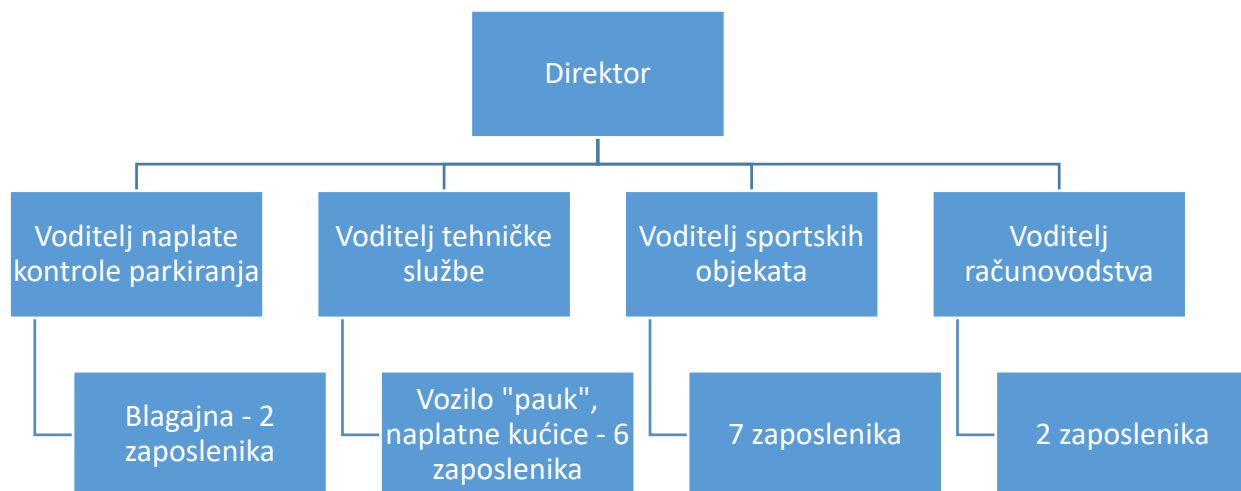 Direktor
Voditelj naplate
kontrole parkiranja
Voditelj tehničke
službe
Voditelj sportskih
objekata
Voditelj
računovodstva
Blagajna - 2
zaposlenika
Vozilo "pauk",
naplatne kućice - 6
zaposlenika
7 zaposlenika
2 zaposlenika